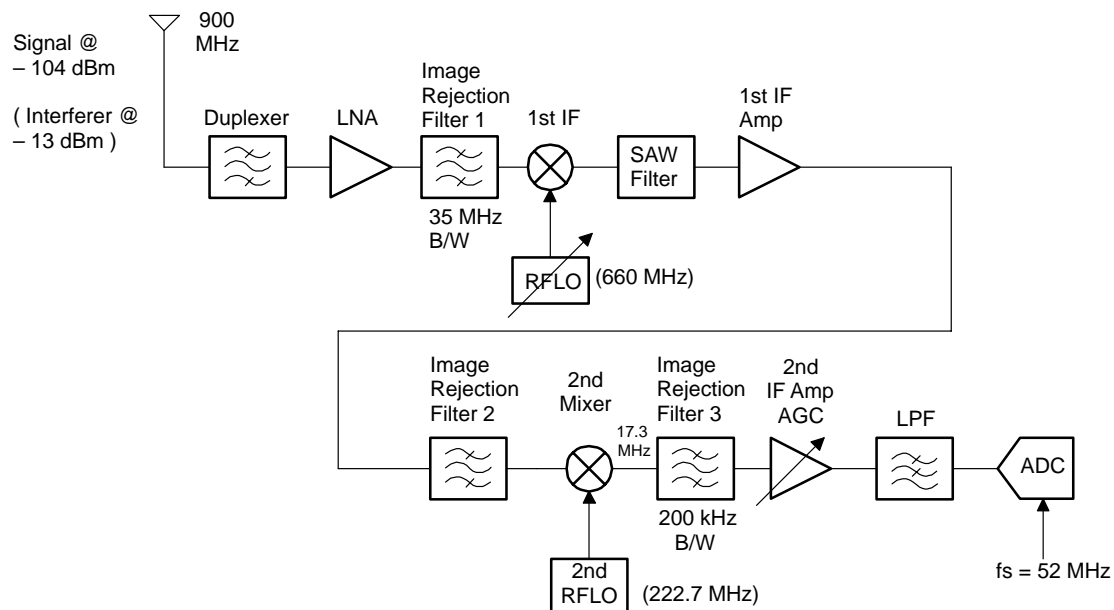 900
MHz
Signal @
– 104 dBm
( Interferer @
– 13 dBm )
Duplexer
LNA
Image
Rejection
Filter 1
1st IF
1st IF
Amp
SAW
Filter
35 MHz
B/W
RFLO
(660 MHz)
Image
Rejection
Filter 2
2nd
Mixer
17.3
MHz
Image
Rejection
Filter 3
2nd
IF Amp
AGC
LPF
ADC
200 kHz
B/W
2nd
RFLO
(222.7 MHz)
fs = 52 MHz